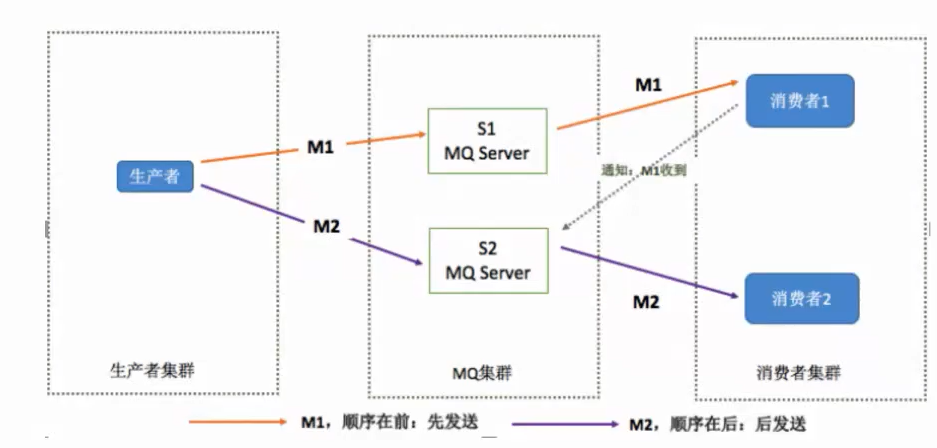 M1
消费者1
S1
MQ Server
M1
生产者
通知：M1收到
M2
S2
MQ Server
M2
消费者2
生产者集群
MQ集群
消费者集群
M1，顺序在前：先发送
M2，顺序在后：后发送